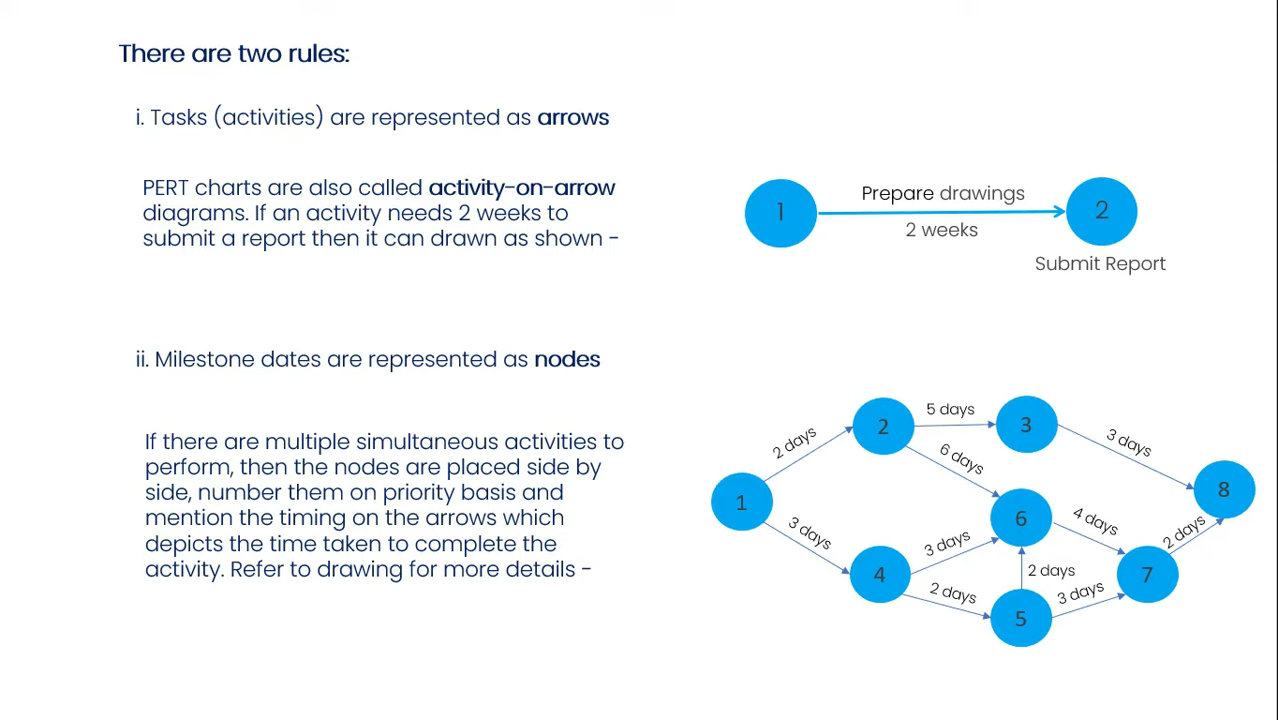 There are two rules:
i. Tasks (activities) are represented as arrows
PERT charts are also called activity-on-arrow
diagrams. If an activity needs 2 weeks to
submit a report then it can drawn as shown -
1
Prepare drawings
2 weeks
2
Submit Report
ii. Milestone dates are represented as nodes
If there are multiple simultaneous activities to
perform, then the nodes are placed side by
side, number them on priority basis and
mention the timing on the arrows which
depicts the time taken to complete the
activity. Refer to drawing for more details -
1
2 days
3 days
2
5 days
6 days
3
3 days
4
3 days
2 days
6
4 days
2 days
5
3 days
7
2 days
8